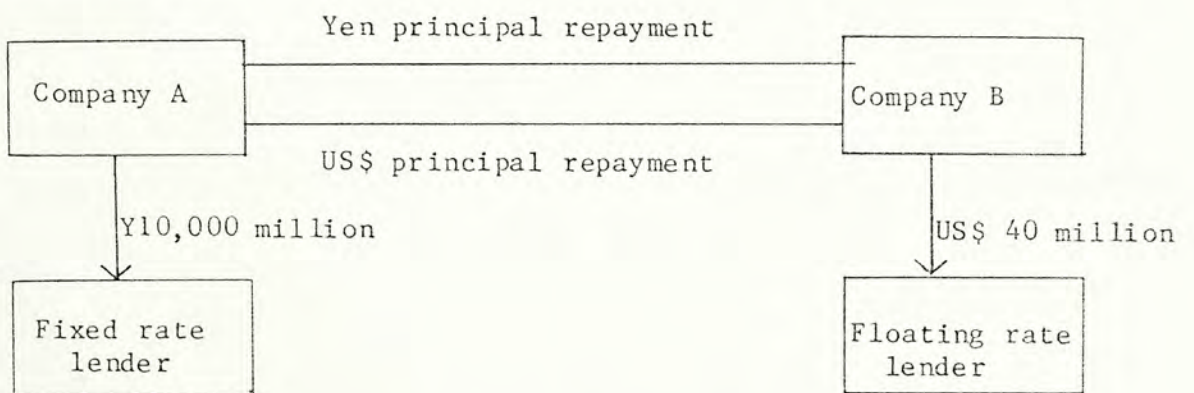 Yen principal repayment
Company A
Company B
US$ principal repayment
Y10,000 million
US$ 40 million
Fixed rate
lender
Floating rate
lender